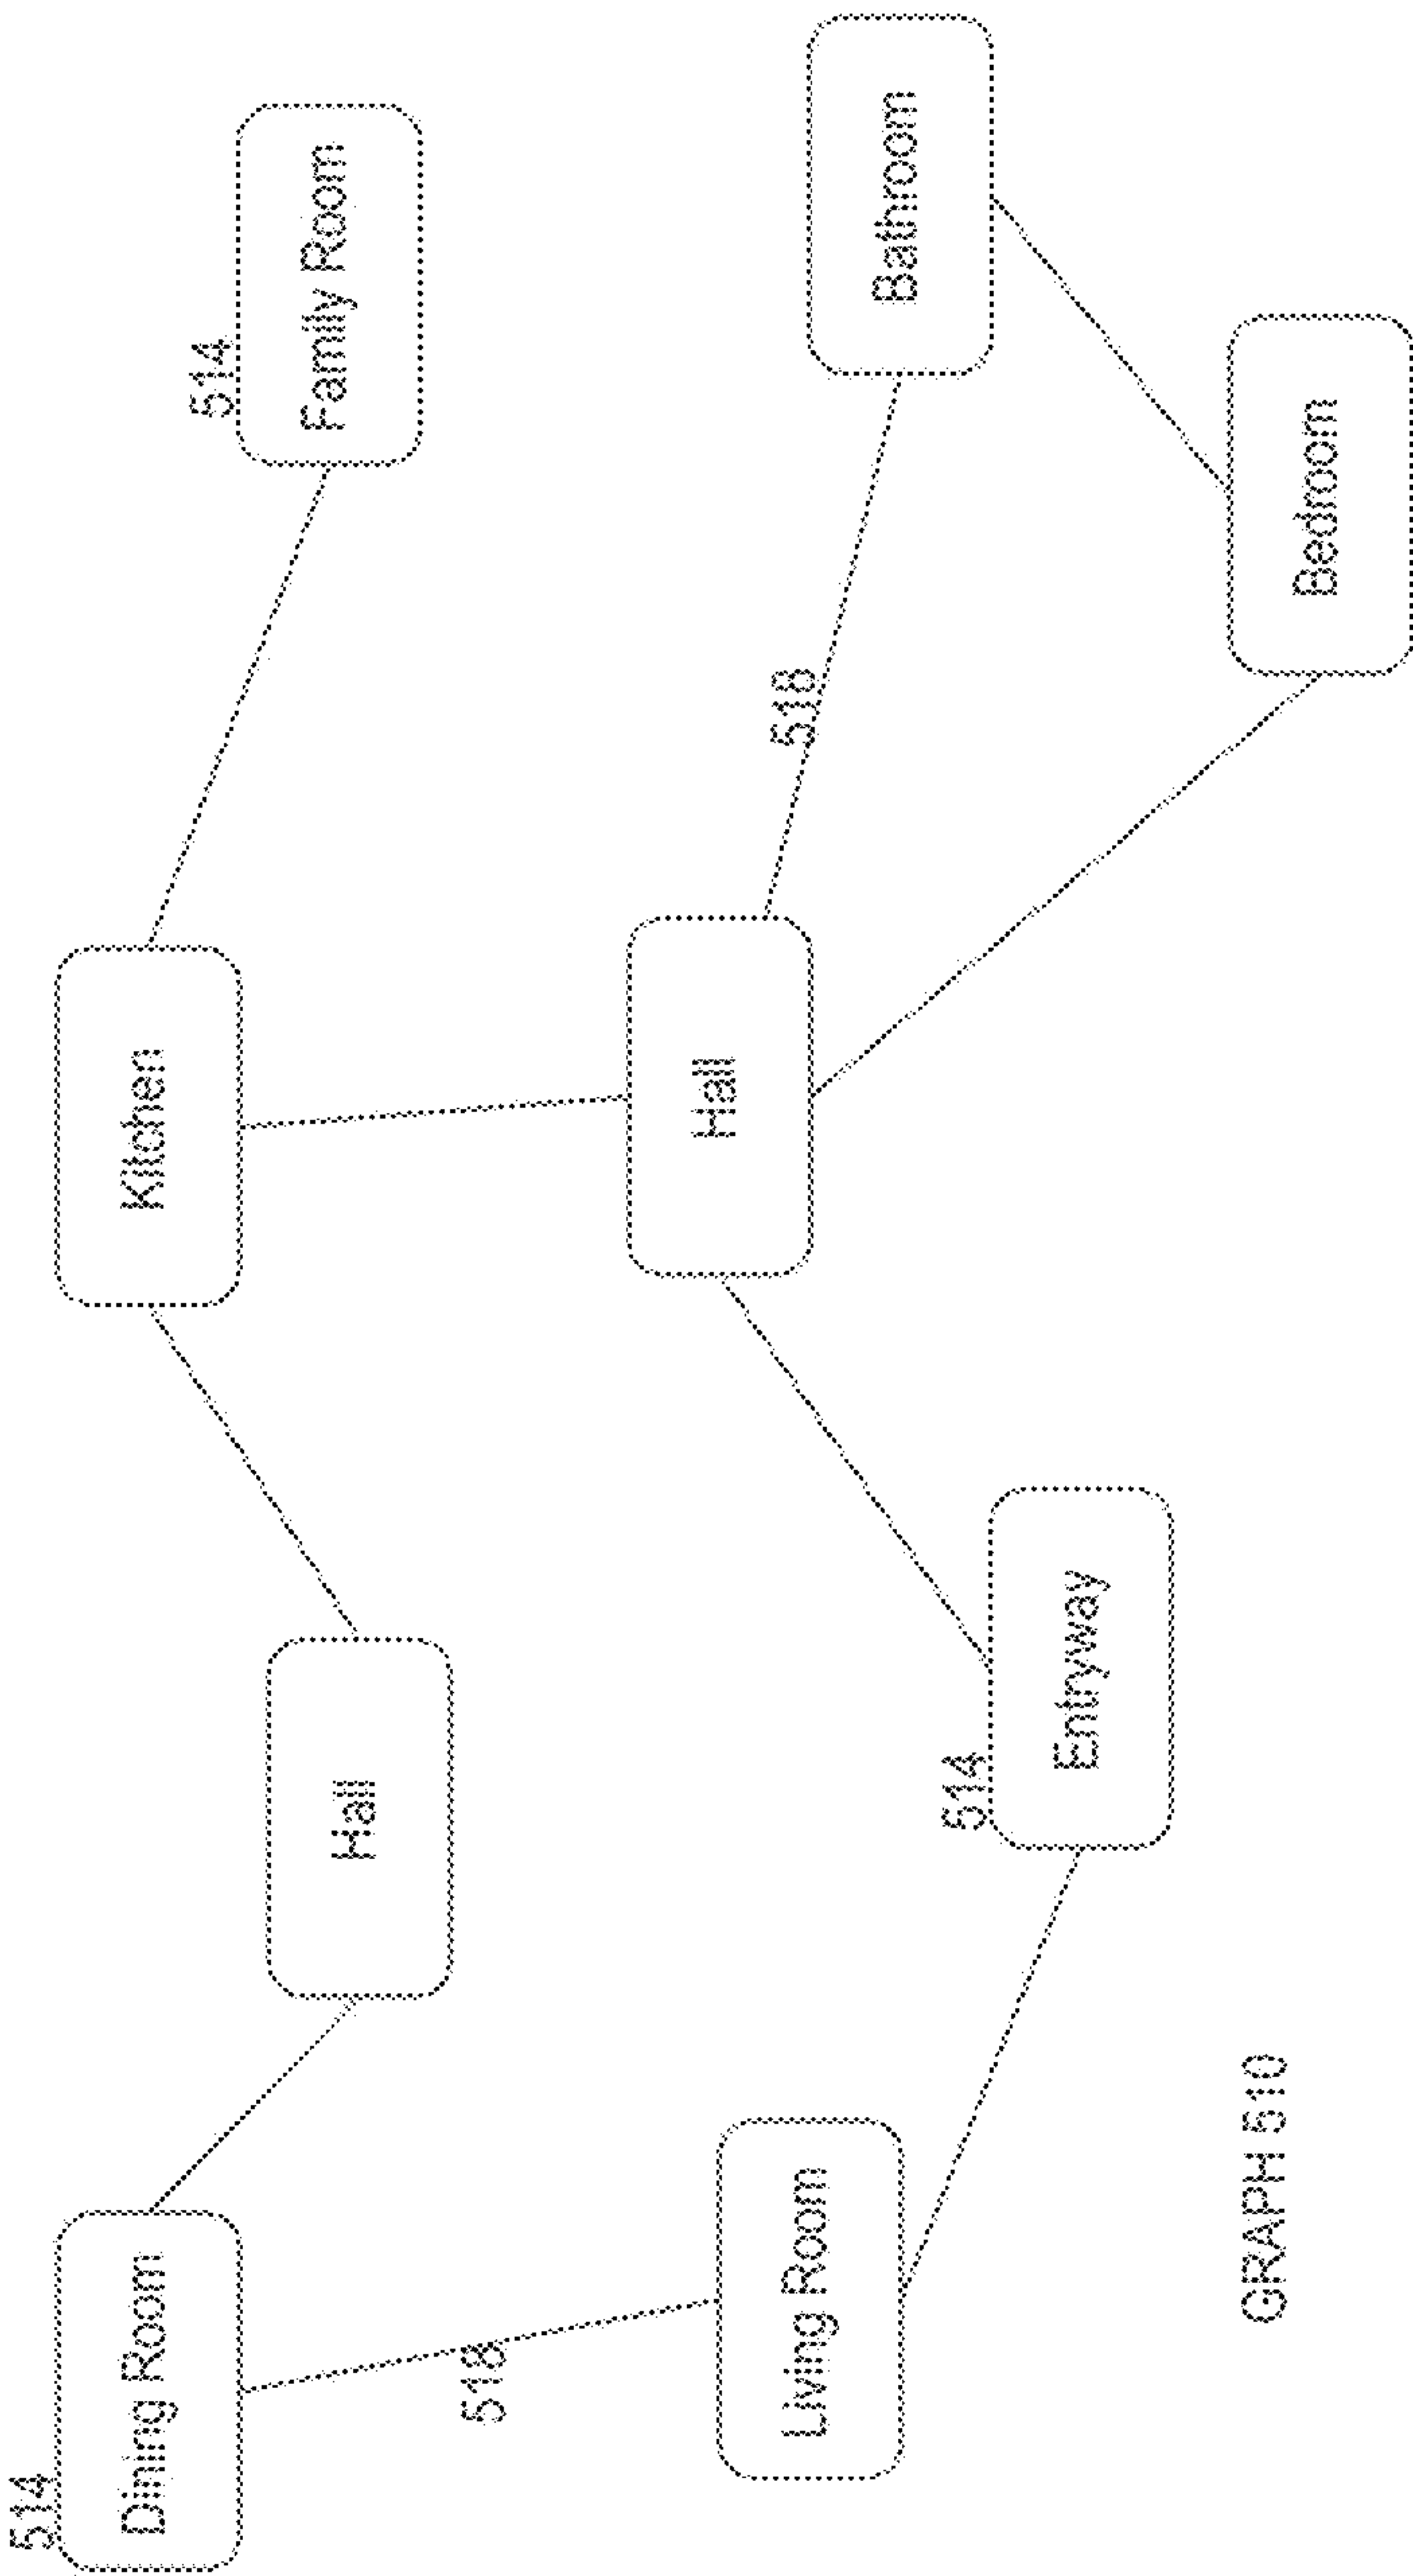 514
Dining Room
Kitchen
514
Family Room
Hall
518
Living Room
Hall
518
Bathroom
514
Entryway
Bedroom
GRAPH 510